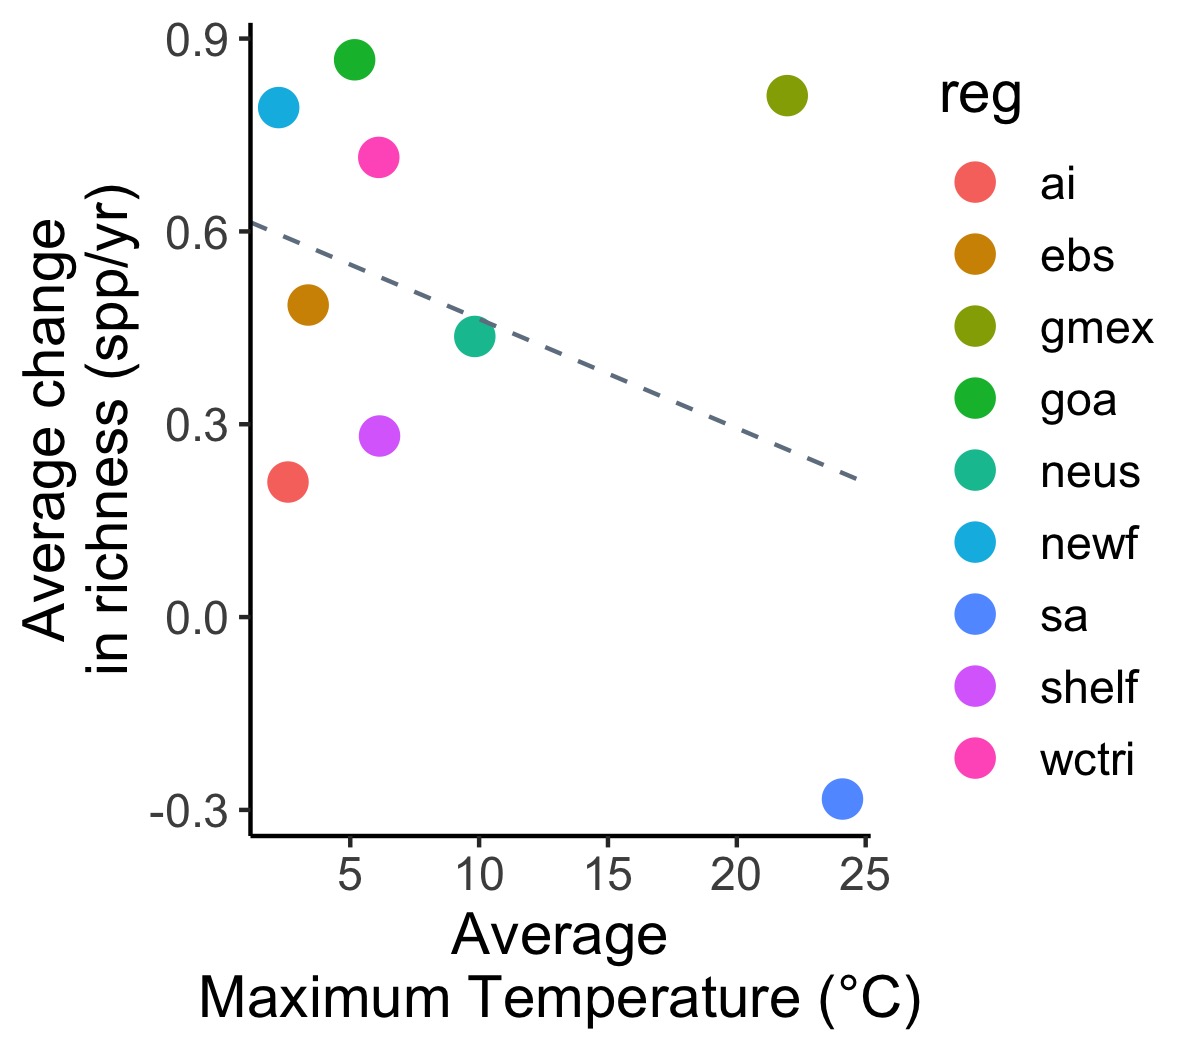 Average change
in richness (spp/yr)
0.9
0.6
0.3
0.0
-0.3
5 10 15 20 25
Average
Maximum Temperature (°C)
reg
ai
ebs
gmex
goa
neus
newf
sa
shelf
wctri